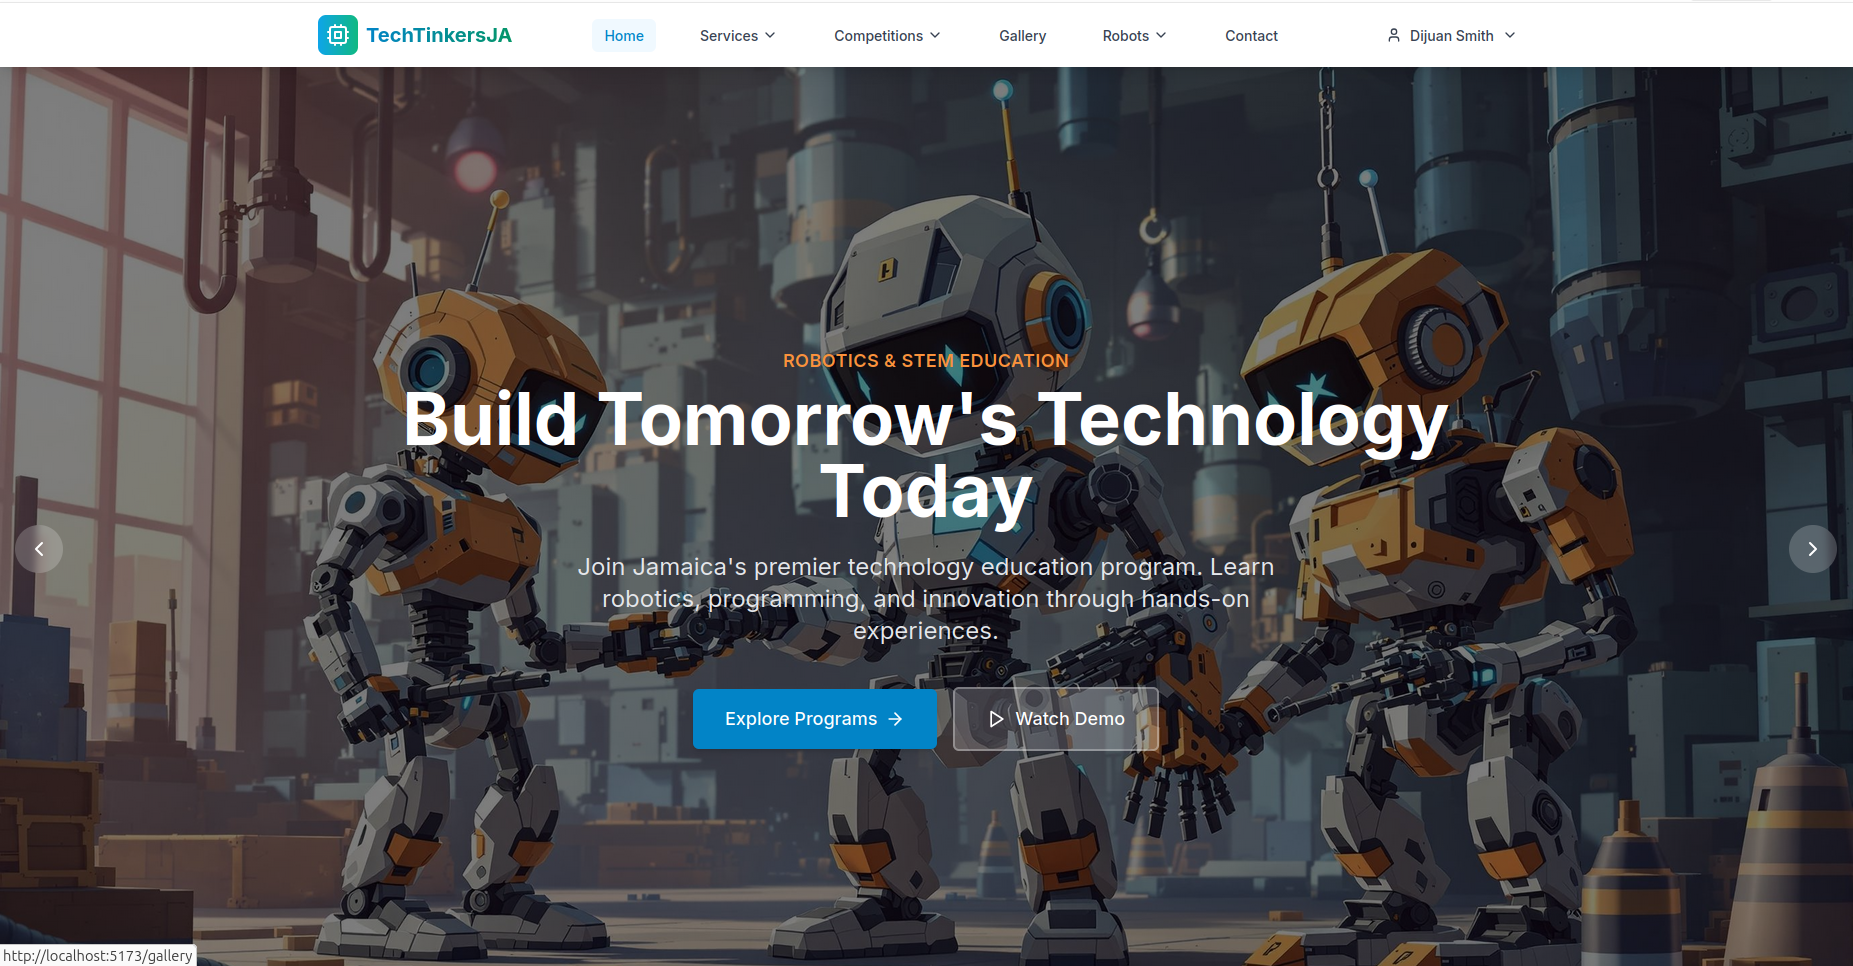 TechTinkersJA
Home
Services
Competitions
Gallery
Robots
Contact
Dijuan Smith
ROBOTICS & STEM EDUCATION
Build Tomorrow's Technology
Today
Join Jamaica's premier technology education program. Learn
robotics, programming, and innovation through hands-on
experiences.
Explore Programs
Watch Demo
http://localhost:5173/gallery